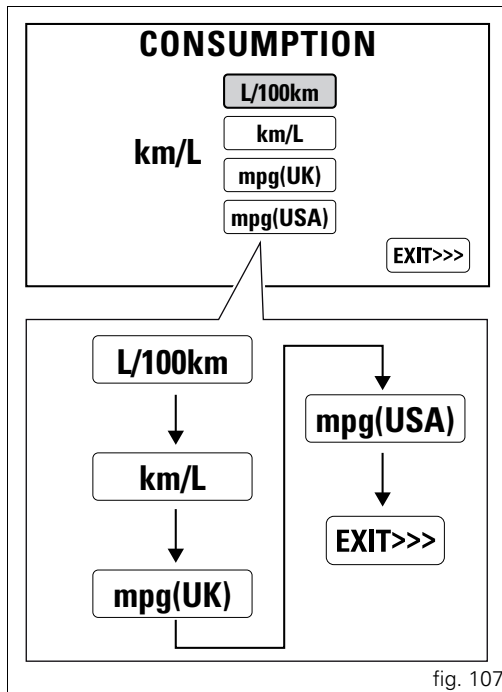 CONSUMPTION
km/L
L/100km
km/L
mpg(UK)
mpg(USA)
EXIT>>>
L/100km
km/L
mpg(UK)
mpg(USA)
EXIT>>>
fig. 107